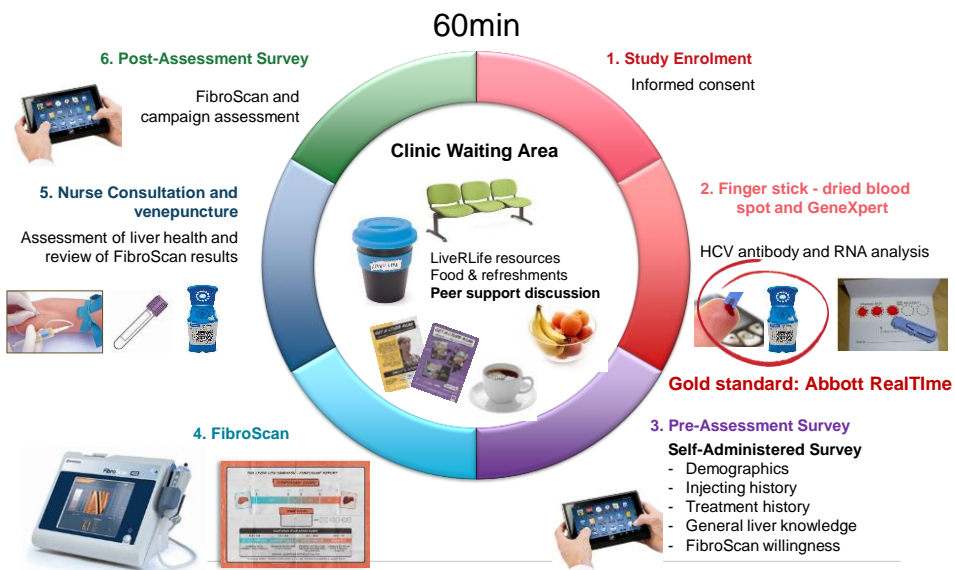 60min
6. Post-Assessment Survey
FibroScan and
campaign assessment
1. Study Enrolment
Informed consent
Clinic Waiting Area
LiveRLife resources
Food & refreshments
Peer support discussion
5. Nurse Consultation and
venepuncture
Assessment of liver health and
review of FibroScan results
2. Finger stick - dried blood
spot and GeneXpert
HCV antibody and RNA analysis
Gold standard: Abbott RealTIme
4. FibroScan
FibroScan
3. Pre-Assessment Survey
Self-Administered Survey
- Demographics
- Injecting history
- Treatment history
- General liver knowledge
- FibroScan willingness